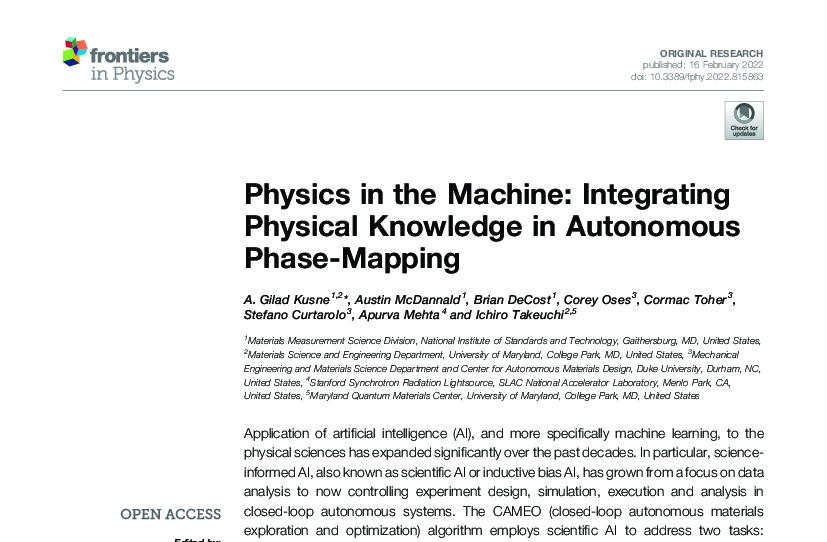 frontiers
in Physics
ORIGINAL RESEARCH
published: 16 February 2022
doi: 10.3389/fphy.2022.815863
Check for
updates
Physics in the Machine: Integrating
Physical Knowledge in Autonomous
Phase-Mapping
A. Gilad Kusne1,2*, Austin McDannald1, Brian DeCost1, Corey Oses3, Cormac Toher3,
Stefano Curtarolo3, Apurva Mehta4 and Ichiro Takeuchi2,5
1Materials Measurement Science Division, National Institute of Standards and Technology, Gaithersburg, MD, United States,
2Materials Science and Engineering Department, University of Maryland, College Park, MD, United States, 3Mechanical
Engineering and Materials Science Department and Center for Autonomous Materials Design, Duke University, Durham, NC,
United States, 4Stanford Synchrotron Radiation Lightsource, SLAC National Accelerator Laboratory, Menlo Park, CA,
United States, 5Maryland Quantum Materials Center, University of Maryland, College Park, MD, United States
Application of artificial intelligence (AI), and more specifically machine learning, to the
physical sciences has expanded significantly over the past decades. In particular, science-
informed AI, also known as scientific AI or inductive bias AI, has grown from a focus on data
analysis to now controlling experiment design, simulation, execution and analysis in
closed-loop autonomous systems. The CAMEO (closed-loop autonomous materials
exploration and optimization) algorithm employs scientific AI to address two tasks:
OPEN ACCESS
Edited by: